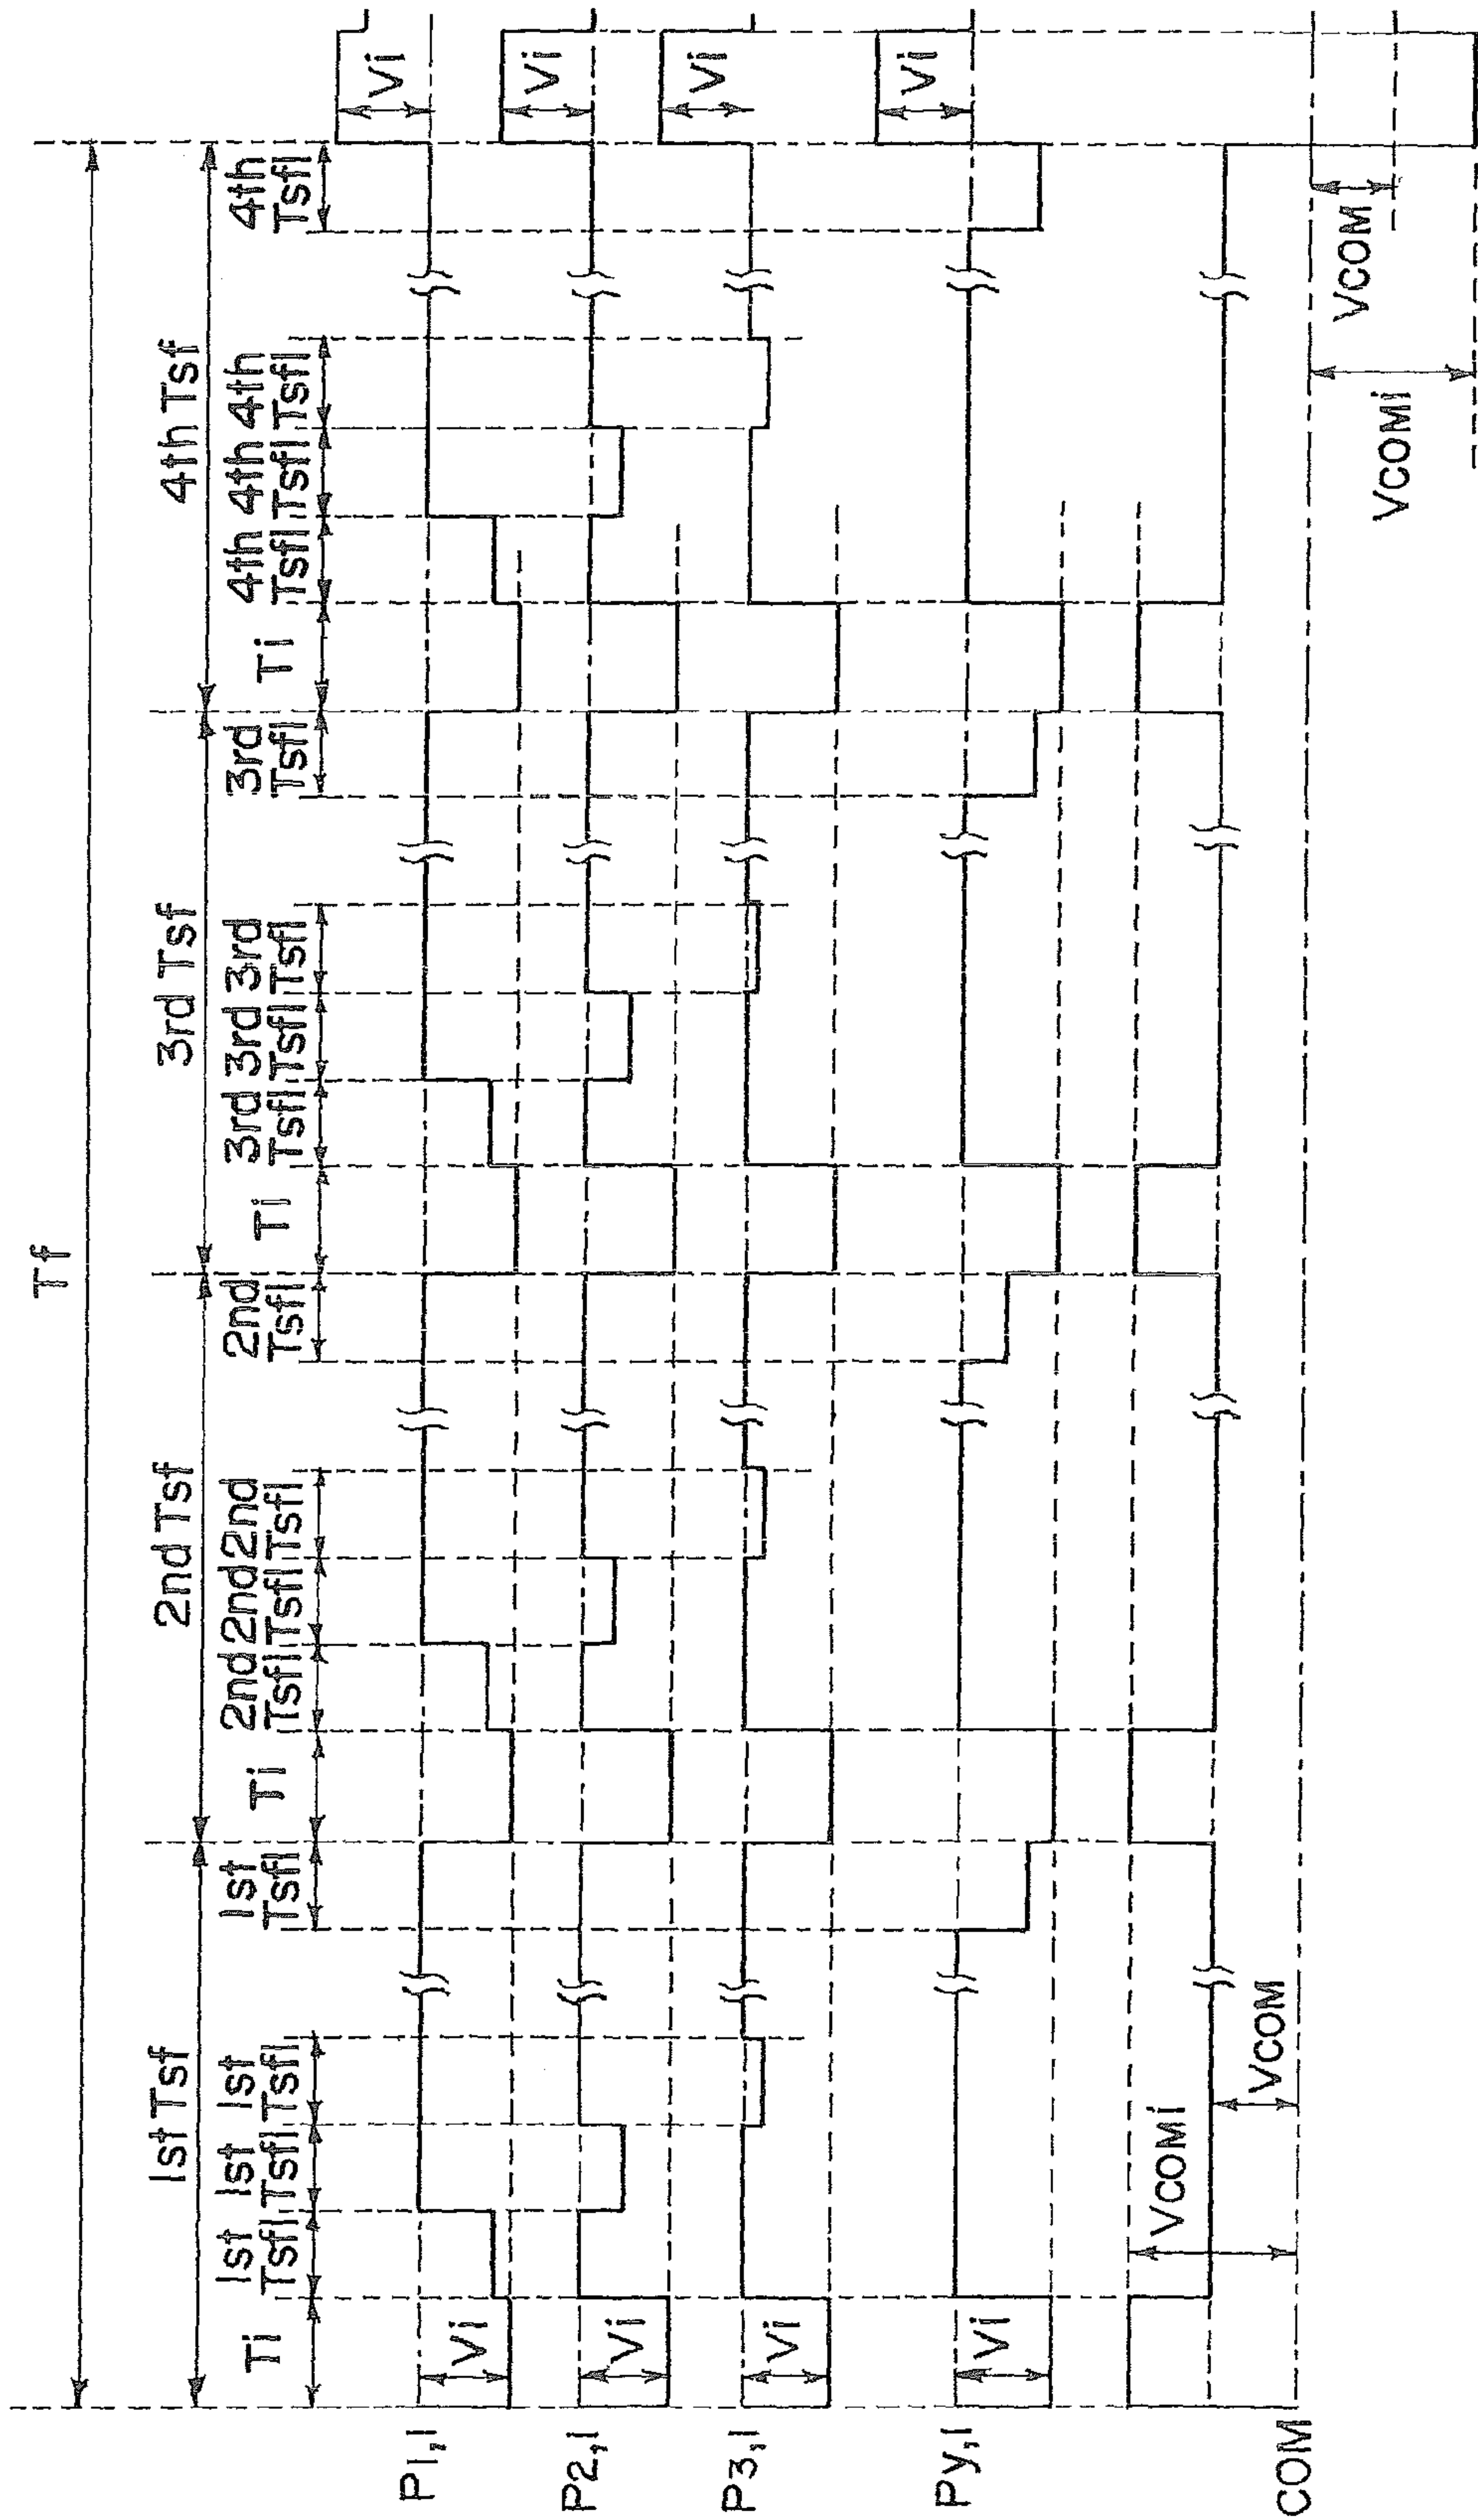 Tf
1st Tsf
2nd Tsf
3rd Tsf
4th Tsf
Ti
1st Tsfl
1st Tsfl
1st Tsfl
1st Tsfl
Ti
2nd Tsfl
2nd Tsfl
2nd Tsfl
2nd Tsfl
Ti
3rd Tsfl
3rd Tsfl
3rd Tsfl
3rd Tsfl
Ti
4th Tsfl
4th Tsfl
4th Tsfl
4th Tsfl
P1,1
Vi
Vi
P2,1
Vi
Vi
P3,1
Vi
Vi
Py,1
Vi
Vi
COM
VCOMi
VCOM
VCOM
VCOMi